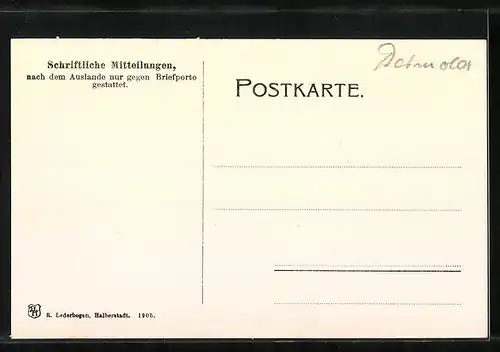 Schriftliche Mitteilungen,
nach dem Auslande nur gegen Briefporto
gestattet.
Detmold
POSTKARTE.
R. Lederbogen, Halberstadt. 1905.